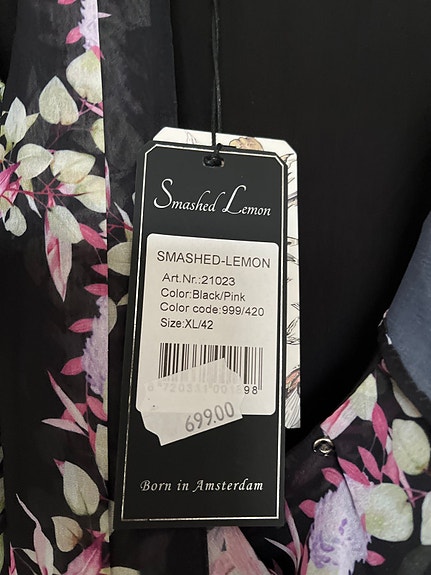 Smashed Lemon
SMASHED-LEMON
Art.Nr.:21023
Color:Black/Pink
Color code:999/420
Size:XL/42
699.00
Born in Amsterdam